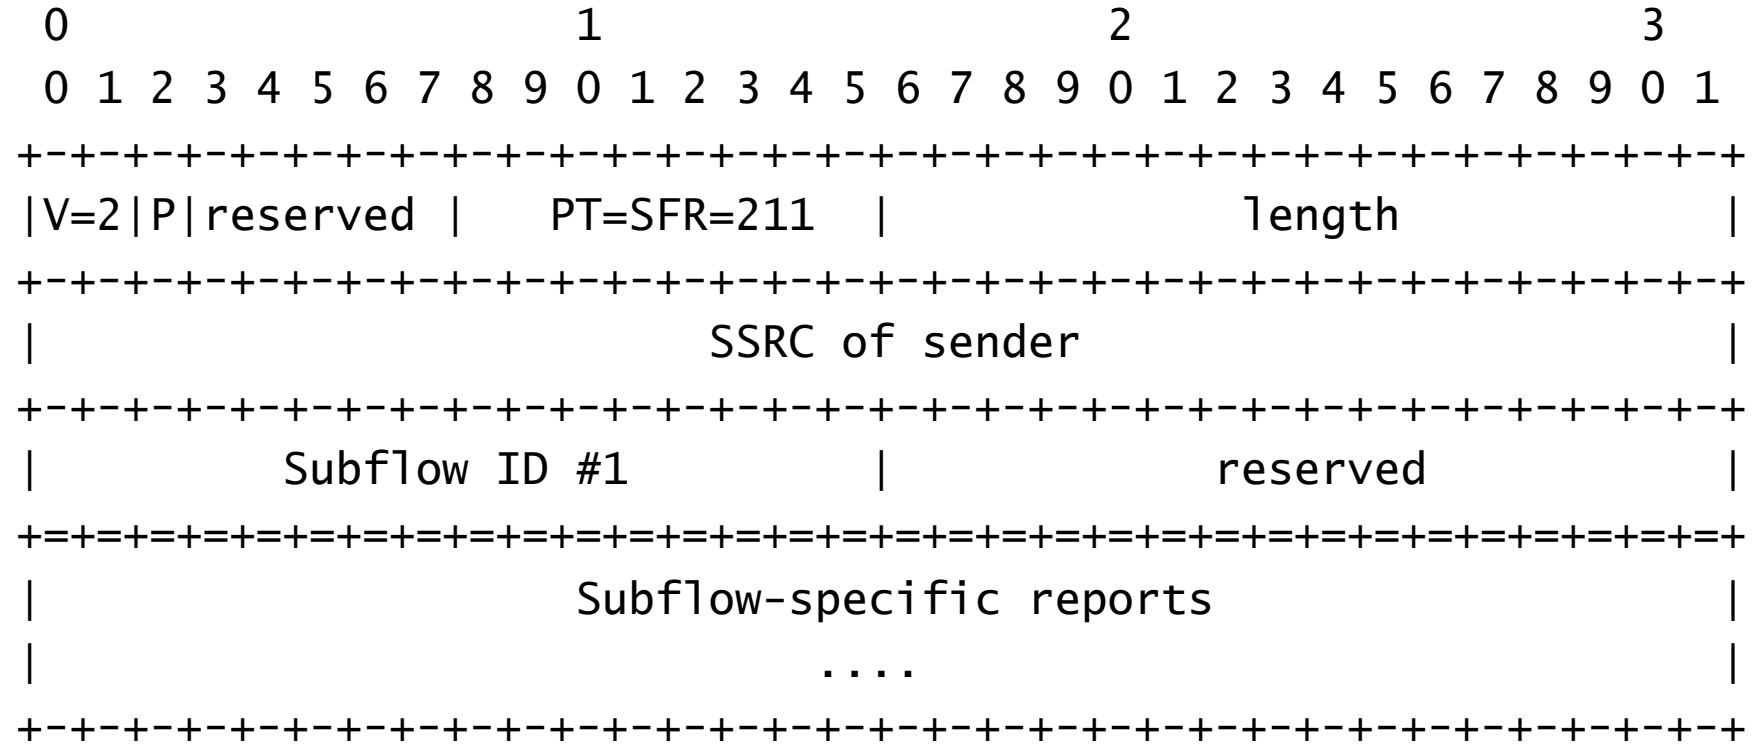 0                   1                   2                   3
 0 1 2 3 4 5 6 7 8 9 0 1 2 3 4 5 6 7 8 9 0 1 2 3 4 5 6 7 8 9 0 1
+-+-+-+-+-+-+-+-+-+-+-+-+-+-+-+-+-+-+-+-+-+-+-+-+-+-+-+-+-+-+-+-+
|V=2|P|reserved |   PT=SFR=211  |             length            |
+-+-+-+-+-+-+-+-+-+-+-+-+-+-+-+-+-+-+-+-+-+-+-+-+-+-+-+-+-+-+-+-+
|                         SSRC of sender                        |
+-+-+-+-+-+-+-+-+-+-+-+-+-+-+-+-+-+-+-+-+-+-+-+-+-+-+-+-+-+-+-+-+
|         Subflow ID #1         |            reserved           |
+=+=+=+=+=+=+=+=+=+=+=+=+=+=+=+=+=+=+=+=+=+=+=+=+=+=+=+=+=+=+=+=+
|                    Subflow-specific reports                   |
|                             ....                              |
+-+-+-+-+-+-+-+-+-+-+-+-+-+-+-+-+-+-+-+-+-+-+-+-+-+-+-+-+-+-+-+-+